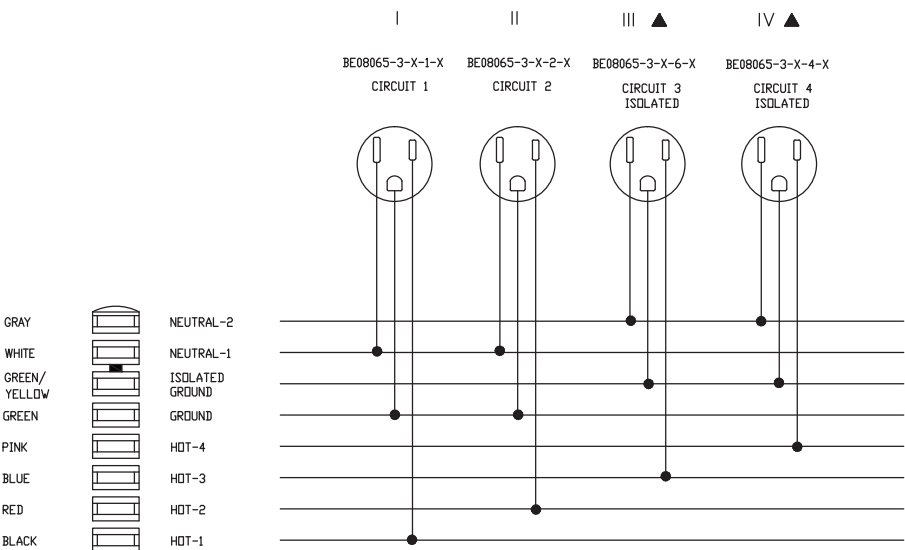 I II III ▲ IV ▲
BE08065-3-X-1-X BE08065-3-X-2-X BE08065-3-X-6-X BE08065-3-X-4-X
CIRCUIT 1 CIRCUIT 2 CIRCUIT 3 CIRCUIT 4
ISOLATED ISOLATED
GRAY NEUTRAL-2
WHITE NEUTRAL-1
GREEN/ ISOLATED
YELLOW GROUND
GREEN GROUND
PINK HOT-4
BLUE HOT-3
RED HOT-2
BLACK HOT-1